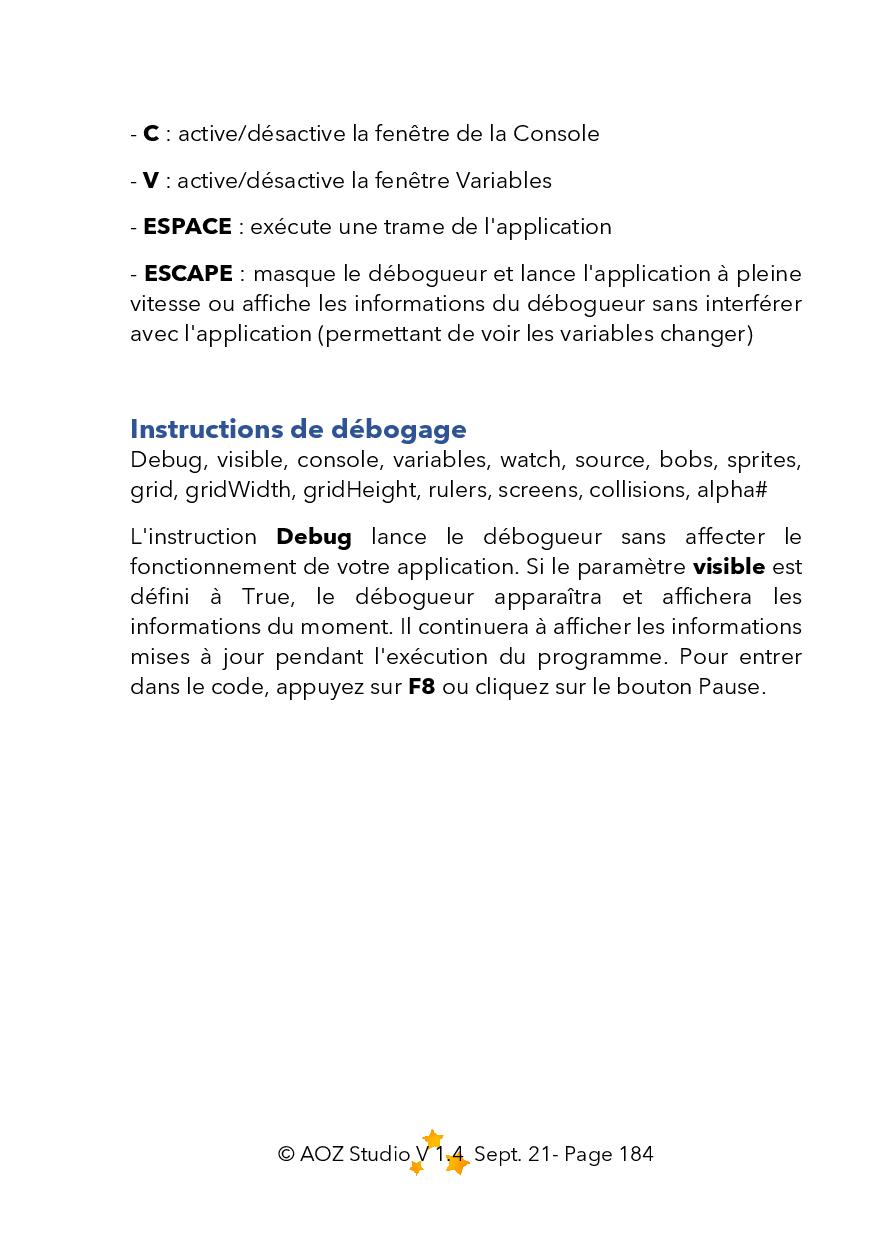 - C : active/désactive la fenêtre de la Console
- V : active/désactive la fenêtre Variables
- ESPACE : exécute une trame de l'application
- ESCAPE : masque le débogueur et lance l'application à pleine
vitesse ou affiche les informations du débogueur sans interférer
avec l'application (permettant de voir les variables changer)
Instructions de débogage
Debug, visible, console, variables, watch, source, bobs, sprites,
grid, gridWidth, gridHeight, rulers, screens, collisions, alpha#
L'instruction Debug lance le débogueur sans affecter le
fonctionnement de votre application. Si le paramètre visible est
défini à True, le débogueur apparaîtra et affichera les
informations du moment. Il continuera à afficher les informations
mises à jour pendant l'exécution du programme. Pour entrer
dans le code, appuyez sur F8 ou cliquez sur le bouton Pause.
© AOZ Studio V 1.4 Sept. 21- Page 184